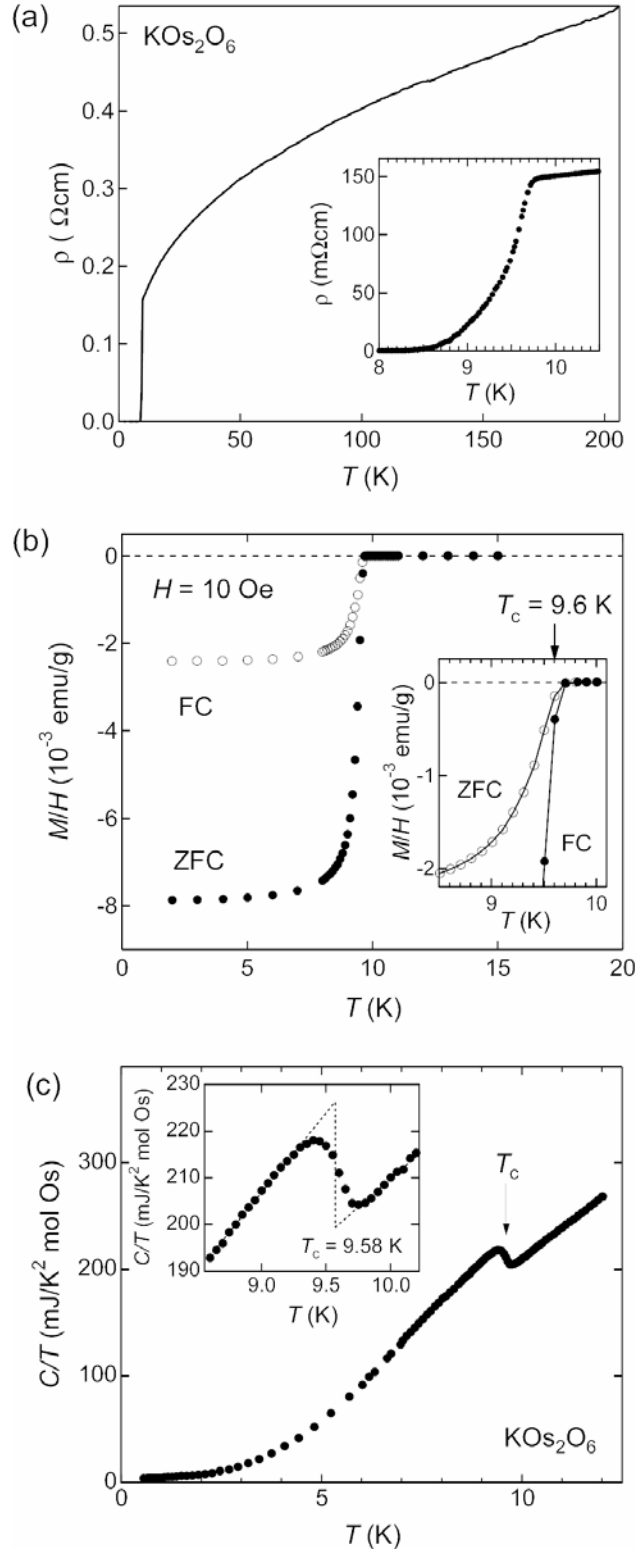 (a)
KOs₂O₆
0.5
0.4
0.3
0.2
0.1
0.0
ρ ( Ωcm)
0
50
100
150
200
T (K)
150
100
50
0
ρ (mΩcm)
8
9
10
T (K)
(b)
0
-2
-4
-6
-8
M/H (10⁻³ emu/g)
H = 10 Oe
FC
ZFC
0
5
10
15
20
T (K)
T_c = 9.6 K
0
-1
-2
M/H (10⁻³ emu/g)
ZFC
FC
9
10
T (K)
(c)
300
200
100
0
C/T (mJ/K² mol Os)
230
220
210
200
190
C/T (mJ/K² mol Os)
T_c = 9.58 K
9.0
9.5
10.0
T (K)
T_c
KOs₂O₆
0
5
10
T (K)